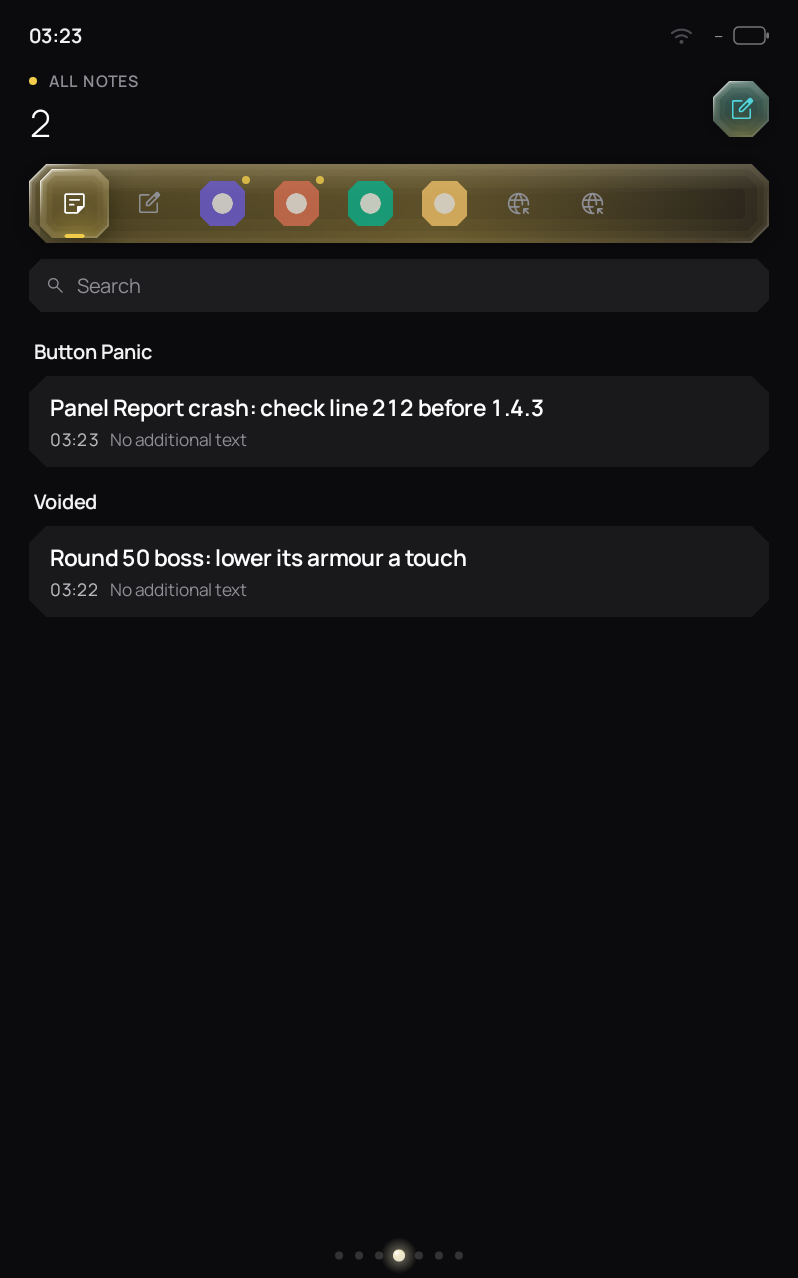 03:23
–
ALL NOTES
2
Search
Button Panic
Panel Report crash: check line 212 before 1.4.3
03:23 No additional text
Voided
Round 50 boss: lower its armour a touch
03:22 No additional text